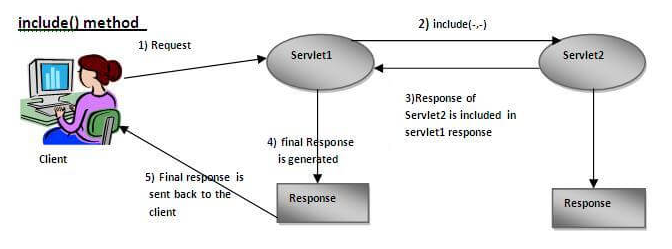 include() method
1) Request
Servlet1
2) include(-,-)
Servlet2
3)Response of
Servlet2 is included in
servlet1 response
4) final Response
is generated
Client
5) Final response is
sent back to the
client
Response
Response